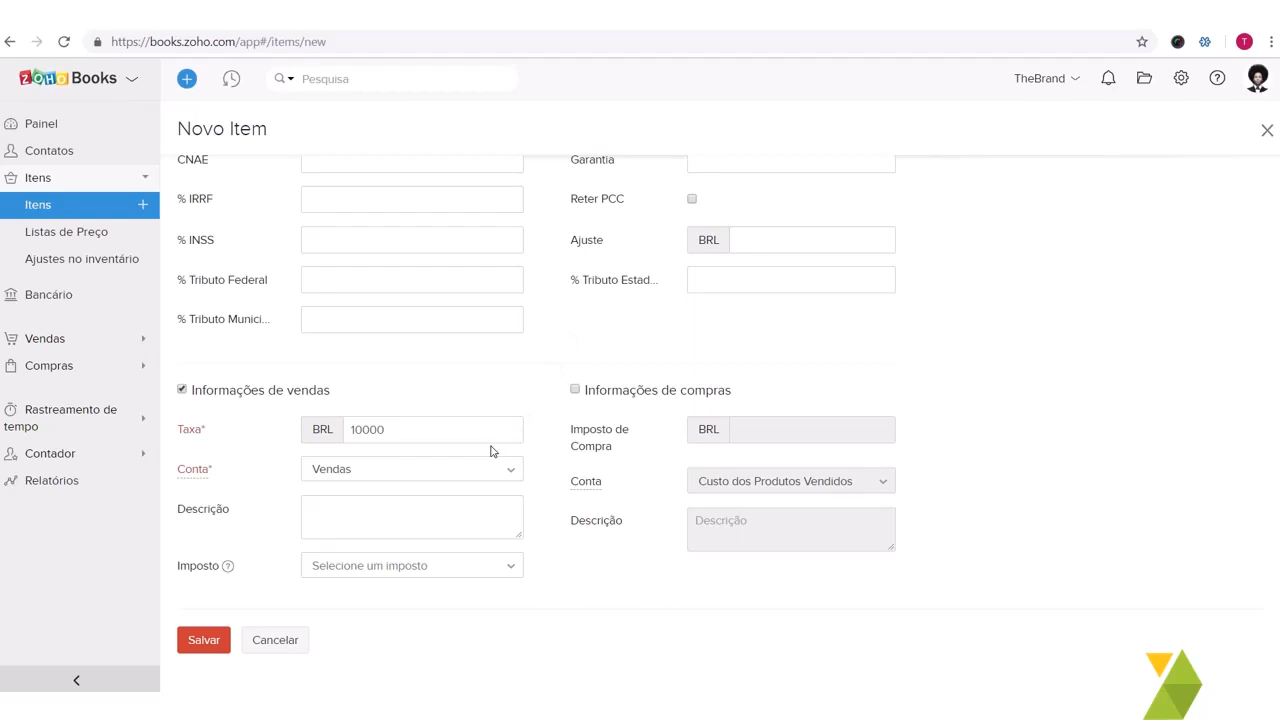 https://books.zoho.com/app#/items/new
T
ZOHO Books
Pesquisa
TheBrand
Painel
Contatos
Itens
Itens
Listas de Preço
Ajustes no inventário
Bancário
Vendas
Compras
Rastreamento de
tempo
Contador
Relatórios
Novo Item
CNAE
Garantia
% IRRF
Reter PCC
% INSS
Ajuste
BRL
% Tributo Federal
% Tributo Estad...
% Tributo Munici...
Informações de vendas
Taxa*
BRL
10000
Conta*
Vendas
Descrição
Imposto
Selecione um imposto
Informações de compras
Imposto de
Compra
BRL
Conta
Custo dos Produtos Vendidos
Descrição
Descrição
Salvar
Cancelar